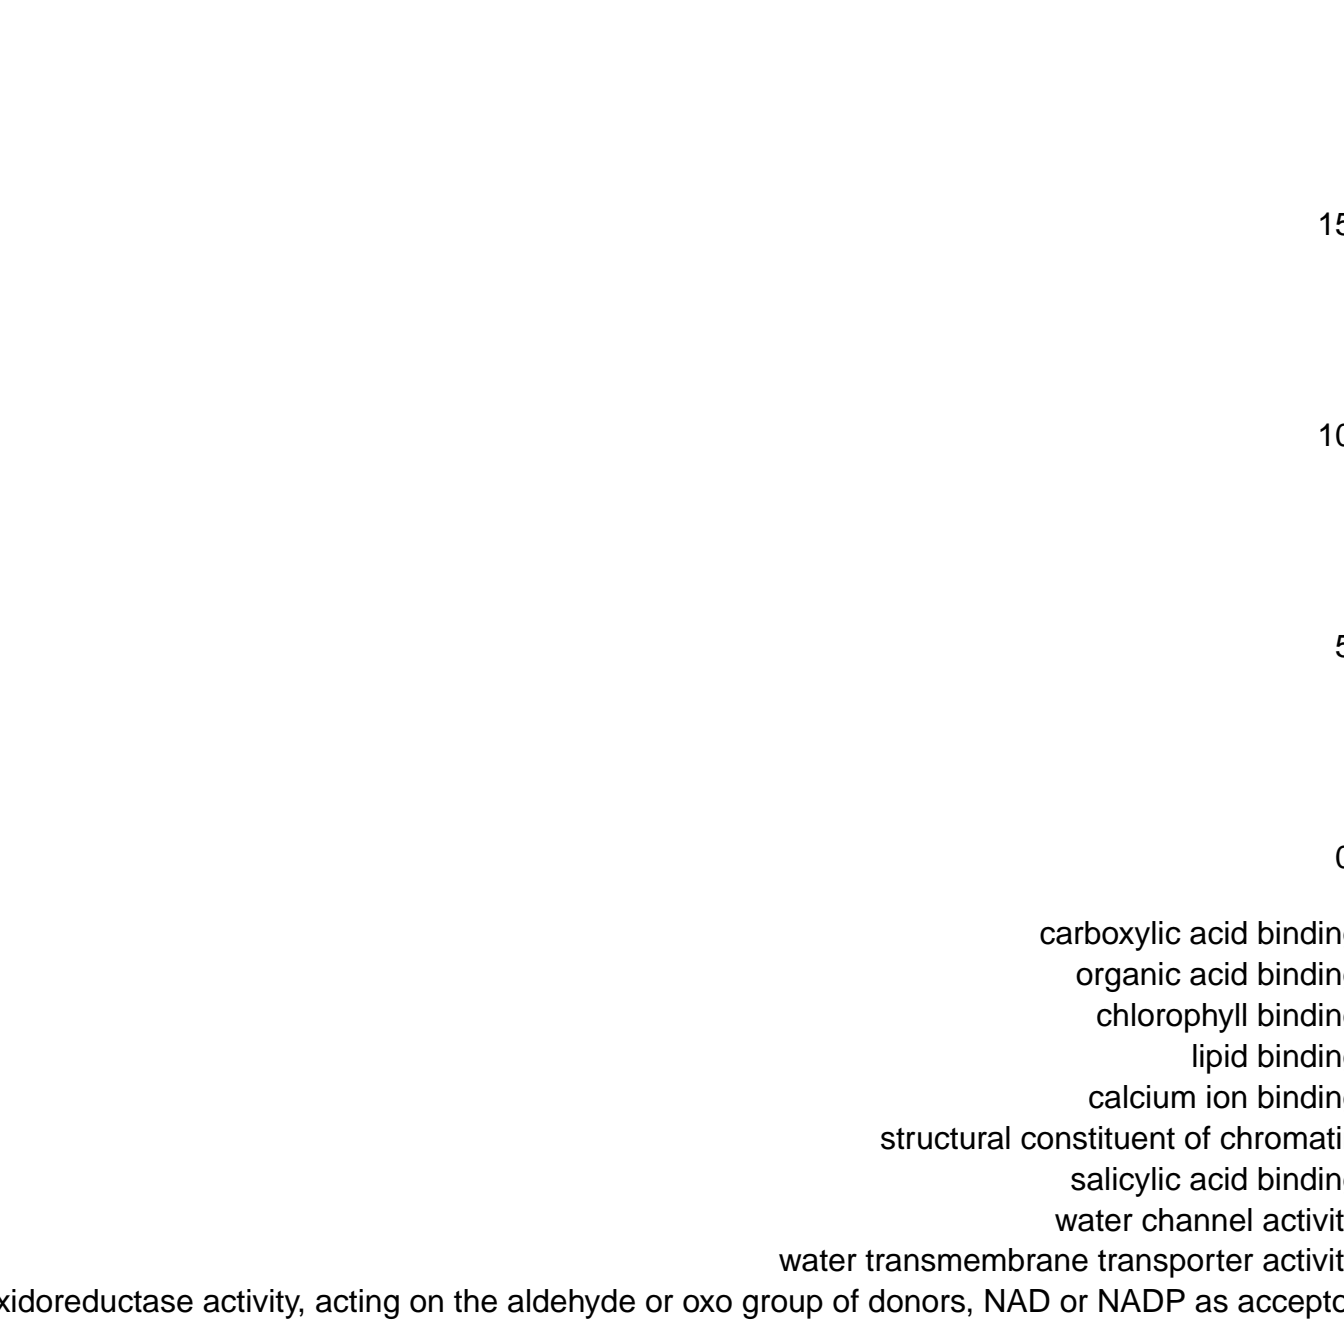 15
10
5
0
carboxylic acid bindin
organic acid bindin
chlorophyll bindin
lipid bindin
calcium ion bindin
structural constituent of chromati
salicylic acid bindin
water channel activit
water transmembrane transporter activit
xidoreductase activity, acting on the aldehyde or oxo group of donors, NAD or NADP as accepto